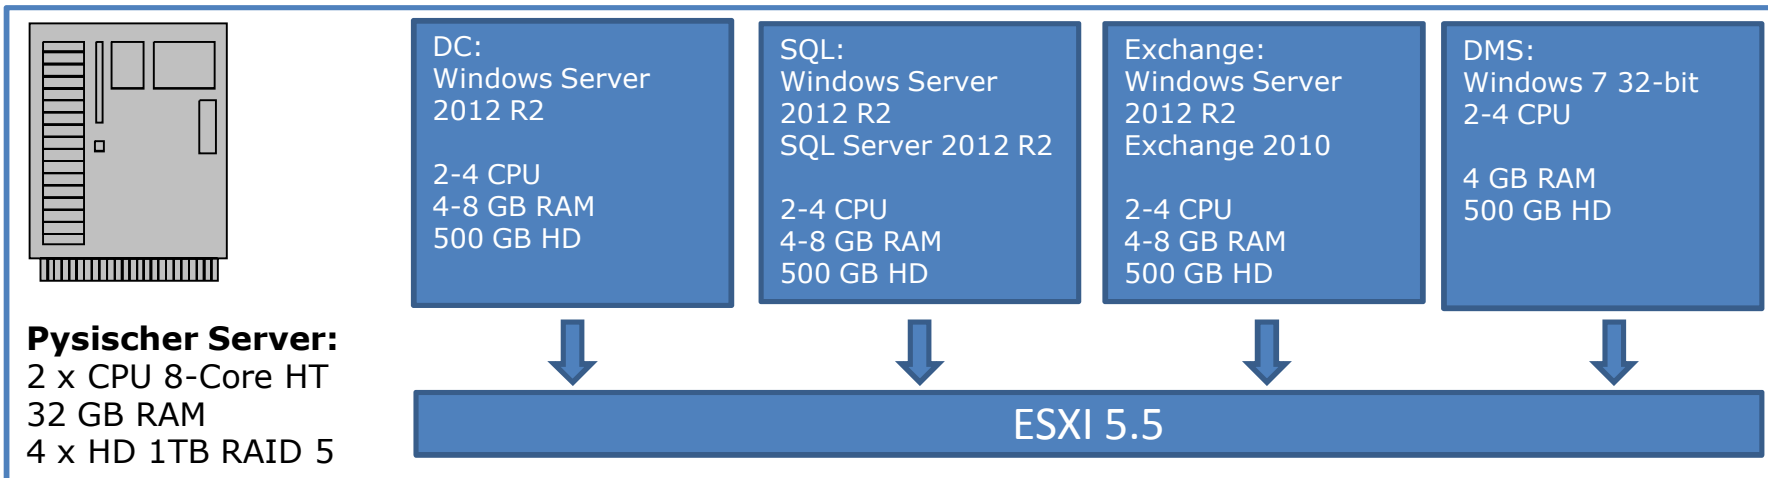 DC:
Windows Server
2012 R2
2-4 CPU
4-8 GB RAM
500 GB HD
SQL:
Windows Server
2012 R2
SQL Server 2012 R2
2-4 CPU
4-8 GB RAM
500 GB HD
Exchange:
Windows Server
2012 R2
Exchange 2010
2-4 CPU
4-8 GB RAM
500 GB HD
DMS:
Windows 7 32-bit
2-4 CPU
4 GB RAM
500 GB HD
Pysischer Server:
2 x CPU 8-Core HT
32 GB RAM
4 x HD 1TB RAID 5
ESXI 5.5